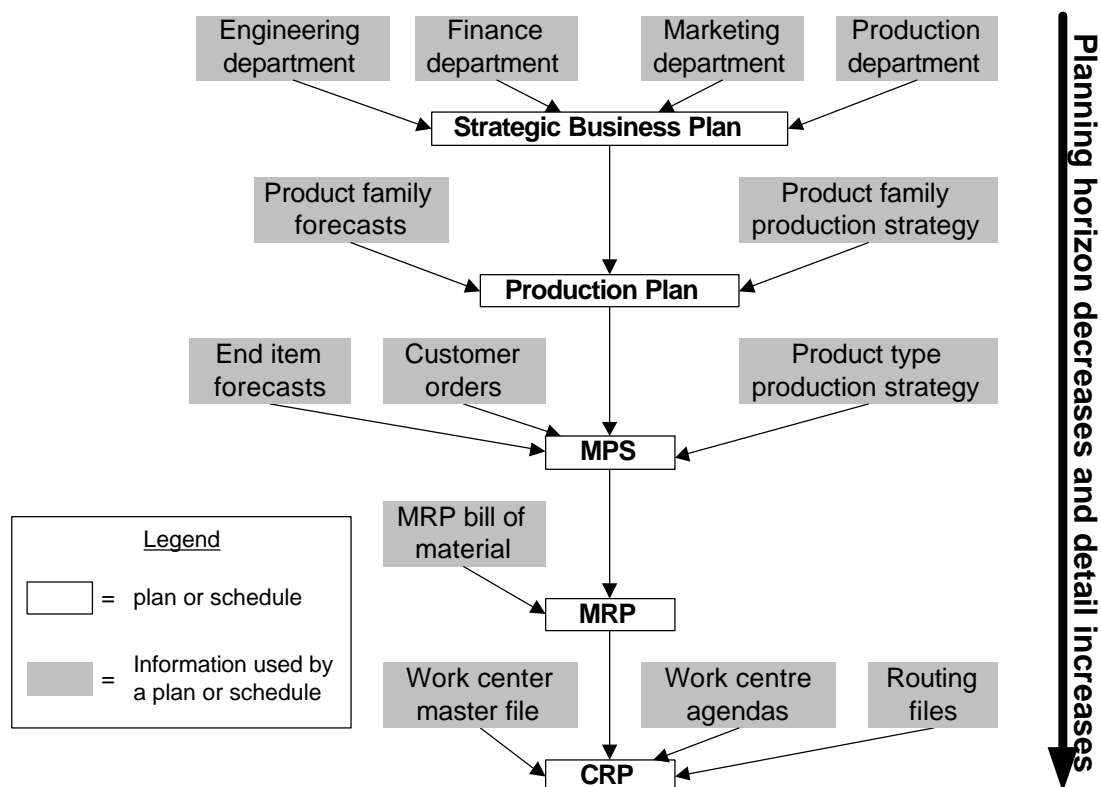 Engineering
department
Finance
department
Marketing
department
Production
department
Strategic Business Plan
Product family
forecasts
Product family
production strategy
Production Plan
End item
forecasts
Customer
orders
Product type
production strategy
MPS
MRP bill of
material
MRP
Legend
= plan or schedule
= Information used by
a plan or schedule
Work center
master file
Work centre
agendas
Routing
files
CRP
Planning horizon decreases and detail increases